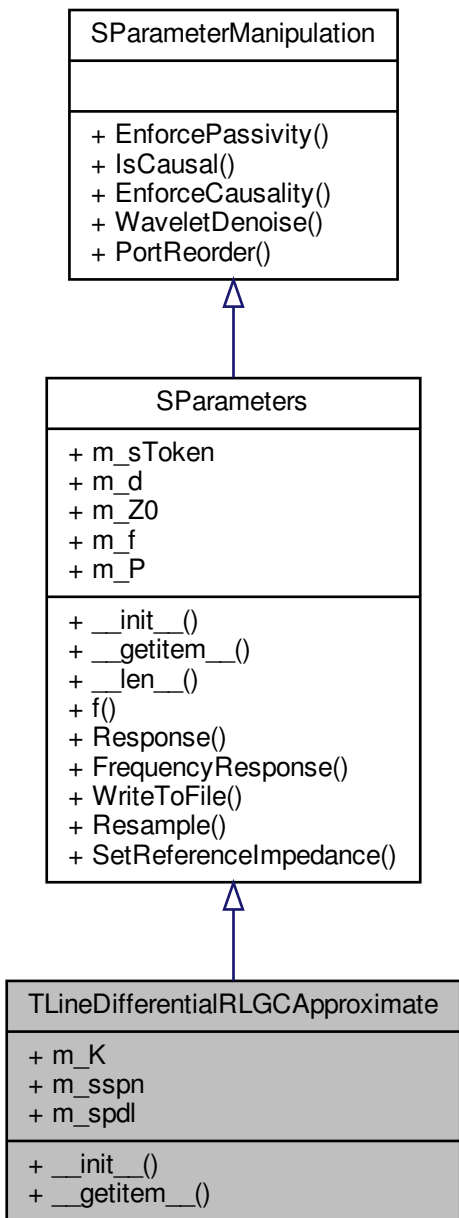 SParameterManipulation
+ EnforcePassivity()
+ IsCausal()
+ EnforceCausality()
+ WaveletDenoise()
+ PortReorder()
SParameters
+ m_sToken
+ m_d
+ m_Z0
+ m_f
+ m_P
+ __init__()
+ __getitem__()
+ __len__()
+ f()
+ Response()
+ FrequencyResponse()
+ WriteToFile()
+ Resample()
+ SetReferenceImpedance()
TLineDifferentialRLGCApproximate
+ m_K
+ m_sspn
+ m_spdl
+ __init__()
+ __getitem__()